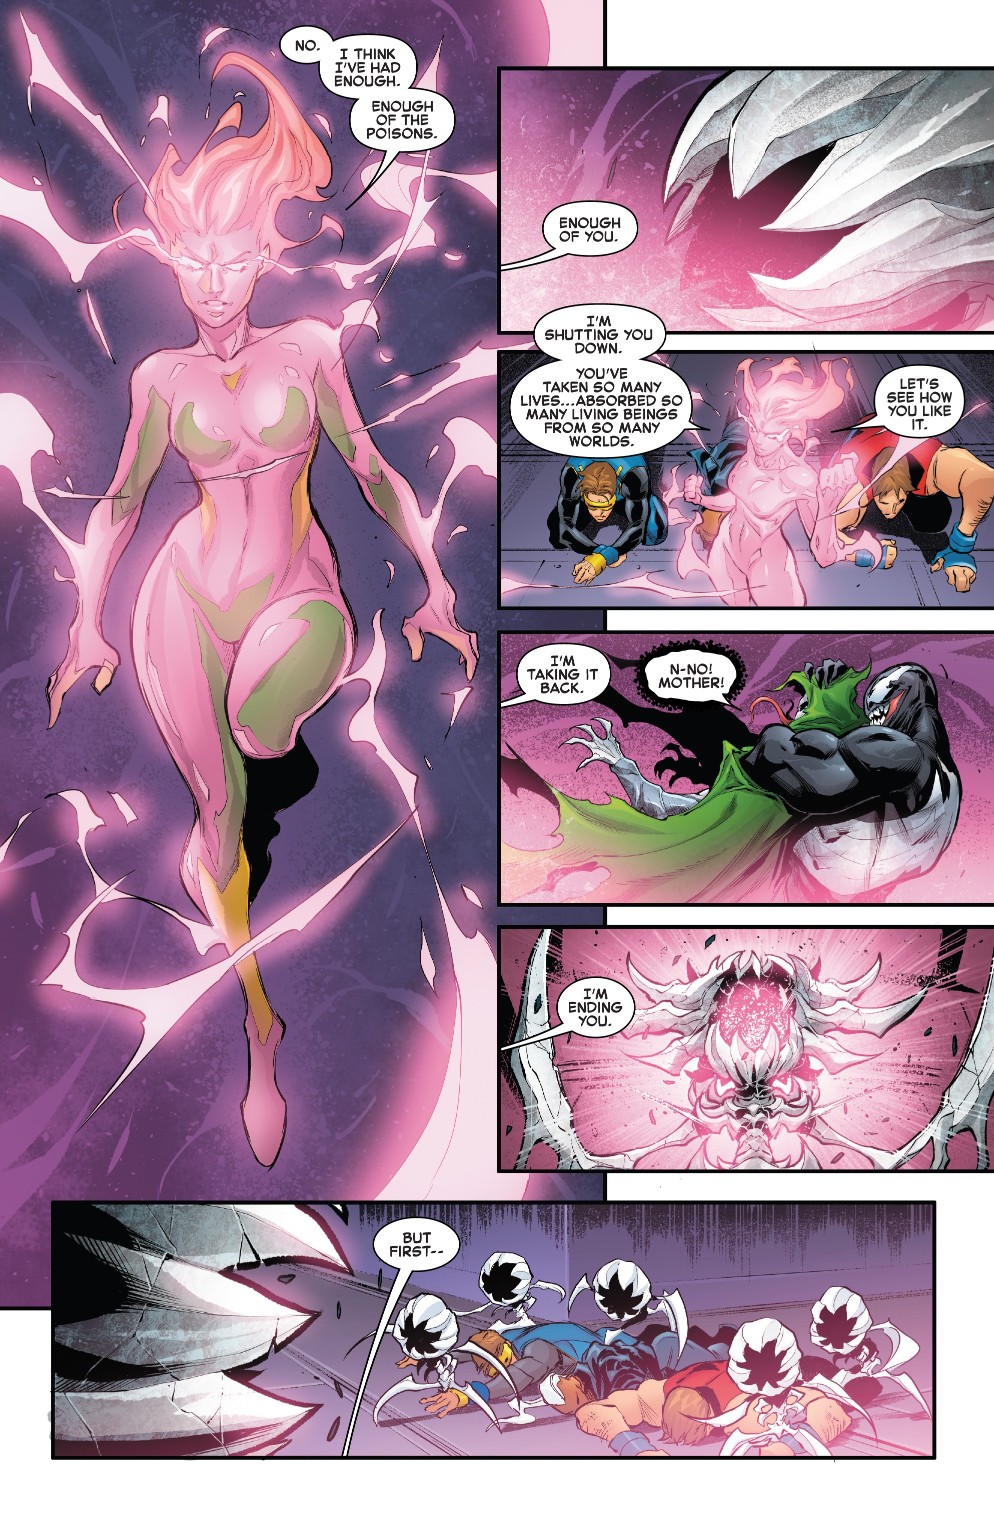 NO.
I THINK
I'VE HAD
ENOUGH.
ENOUGH
OF THE
POISONS.
ENOUGH
OF YOU.
I'M
SHUTTING YOU
DOWN.
YOU'VE
TAKEN SO MANY
LIVES...ABSORBED SO
MANY LIVING BEINGS
FROM SO MANY
WORLDS.
LET'S
SEE HOW
YOU LIKE
IT.
I'M
TAKING IT
BACK.
N-NO!
MOTHER!
I'M
ENDING
YOU.
BUT
FIRST--